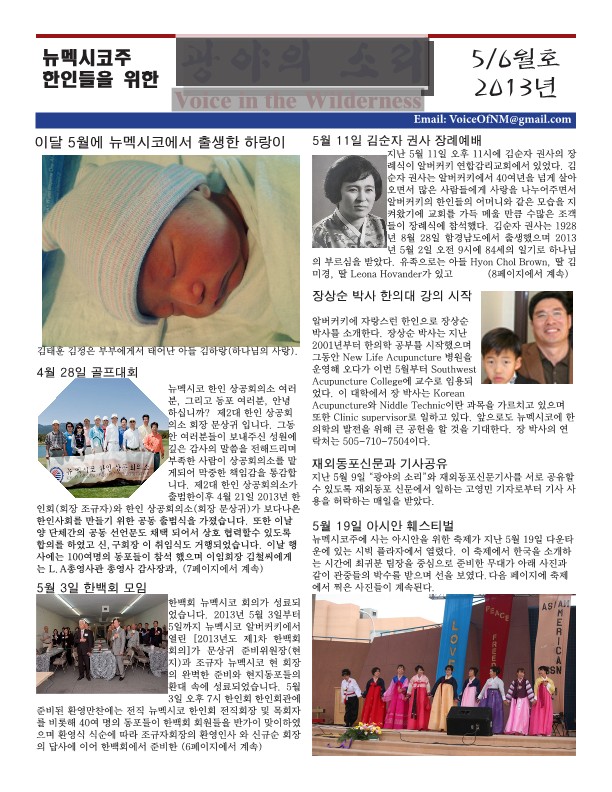 뉴멕시코주
한인들을 위한
광야의 소리
Voice in the Wilderness
5/6월호
2013년
Email: VoiceOfNM@gmail.com
이달 5월에 뉴멕시코에서 출생한 하랑이
김태훈 김정은 부부에게서 태어난 아들 김하랑(하나님의 사랑).
4월 28일 골프대회
뉴멕시코 한인 상공회의소 여러
분, 그리고 동포 여러분, 안녕
하십니까? 제2대 한인 상공회
의소 회장 문상귀 입니다. 그동
안 여러분들이 보내주신 성원에
깊은 감사의 말씀을 전해드리며
부족한 사람이 상공회의소를 맡
게되어 막중한 책임감을 통감합
니다. 제2대 한인 상공회의소가
출범한이후 4월 21일 2013년 한
인회(회장 조규자)와 한인 상공회의소(회장 문상귀)가 보다나은
한인사회를 만들기 위한 공동 출범식을 가졌습니다. 또한 이날
양 단체간의 공동 선언문도 채택 되어서 상호 협력할수 있도록
합의를 하였고 신,구회장 이 취임식도 거행되었습니다. 이날 행
사에는 100여명의 동포들이 참석 했으며 이임회장 김철씨에게
는 L.A총영사관 총영사 감사장과, (7페이지에서 계속)
5월 3일 한백회 모임
한백회 뉴멕시코 회의가 성료되
었습니다. 2013년 5월 3일부터
5일까지 뉴멕시코 알버커키에서
열린 [2013년도 제1차 한백회
회의]가 문상귀 준비위원장(현
지)과 조규자 뉴멕시코 현 회장
의 완벽한 준비와 현지동포들의
환대 속에 성료되었습니다. 5월
3일 오후 7시 한인회 한인회관에
준비된 환영만찬에는 전직 뉴멕시코 한인회 전직회장 및 목회자
를 비롯해 40여 명의 동포들이 한백회 회원들을 반가이 맞이하였
으며 환영식 식순에 따라 조규자회장의 환영인사 와 신규순 회장
의 답사에 이어 한백회에서 준비한 (6페이지에서 계속)
5월 11일 김순자 권사 장례예배
지난 5월 11일 오후 11시에 김순자 권사의 장
례식이 알버커키 연합감리교회에서 있었다. 김
순자 권사는 알버커키에서 40여년을 넘게 살아
오면서 많은 사람들에게 사랑을 나누어주면서
알버커키의 한인들의 어머니와 같은 모습을 지
켜왔기에 교회를 가득 메울 만큼 수많은 조객
들이 장례식에 참석했다. 김순자 권사는 1928
년 8월 28일 함경남도에서 출생했으며 2013
년 5월 2일 오전 9시에 84세의 일기로 하나님
의 부르심을 받았다. 유족으로는 아들 Hyon Chol Brown, 딸 김
미경, 딸 Leona Hovander가 있고 (8페이지에서 계속)
장상순 박사 한의대 강의 시작
알버커키에 자랑스런 한인으로 장상순
박사를 소개한다. 장상순 박사는 지난
2001년부터 한의학 공부를 시작했으며
그동안 New Life Acupuncture 병원을
운영해 오다가 이번 5월부터 Southwest
Acupuncture College에 교수로 임용되
었다. 이 대학에서 장 박사는 Korean
Acupuncture와 Niddle Technic이란 과목을 가르치고 있으며
또한 Clinic supervisor로 일하고 있다. 앞으로도 뉴멕시코에 한
의학의 발전을 위해 큰 공헌을 할 것을 기대한다. 장 박사의 연
락처는 505-710-7504이다.
재외동포신문과 기사공유
지난 5월 9일 “광야의 소리”와 재외동포신문기사를 서로 공유할
수 있도록 재외동포 신문에서 일하는 고영민 기자로부터 기사 사
용을 허락하는 메일을 받았다.
5월 19일 아시안 훼스티벌
뉴멕시코에 사는 아시안을 위한 축제가 지난 5월 19일 다운타
운에 있는 시빅 플라자에서 열렸다. 이 축제에서 한국을 소개하
는 시간에 최귀분 팀장을 중심으로 준비한 무대가 아래 사진과
같이 관중들의 박수를 받으며 선을 보였다. 다음 페이지에 축제
에서 찍은 사진들이 계속된다.
LOVE
PEACE
FREE
ASIAN
AMERICAN